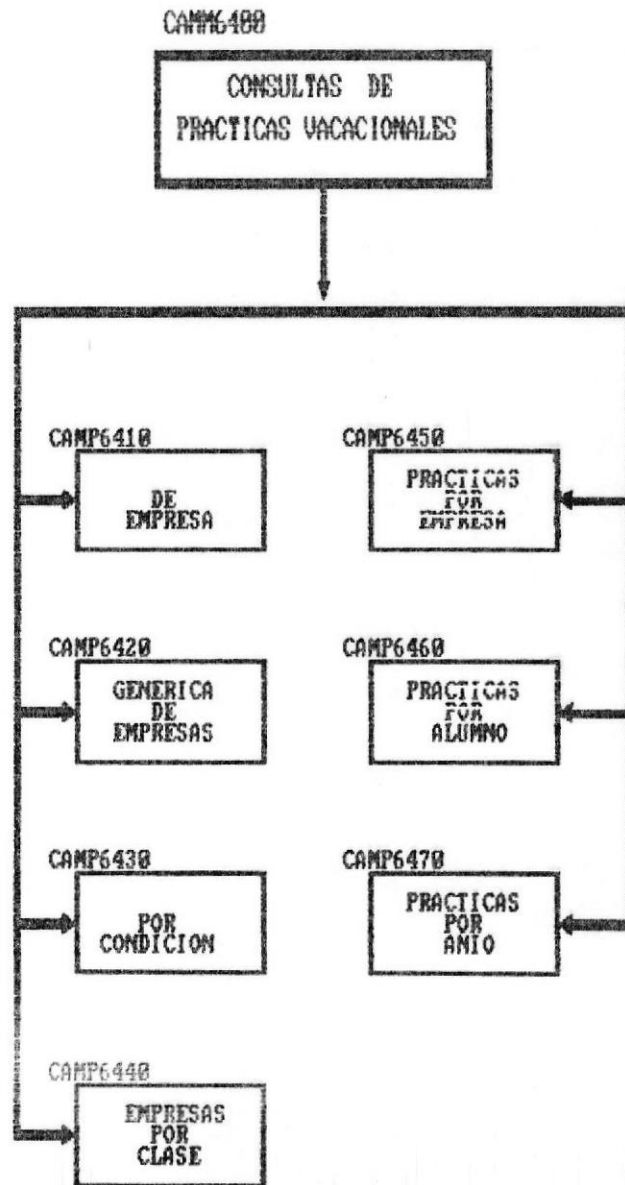 CAMM6400
CONSULTAS DE
PRACTICAS VACACIONALES
CAMP6410
DE
EMPRESA
CAMP6420
GENERICA
DE
EMPRESAS
CAMP6430
POR
CONDICION
CAMP6440
EMPRESAS
POR
CLASE
CAMP6450
PRACTICAS
POR
EMPRESA
CAMP6460
PRACTICAS
POR
ALUMNO
CAMP6470
PRACTICAS
POR
ANIO